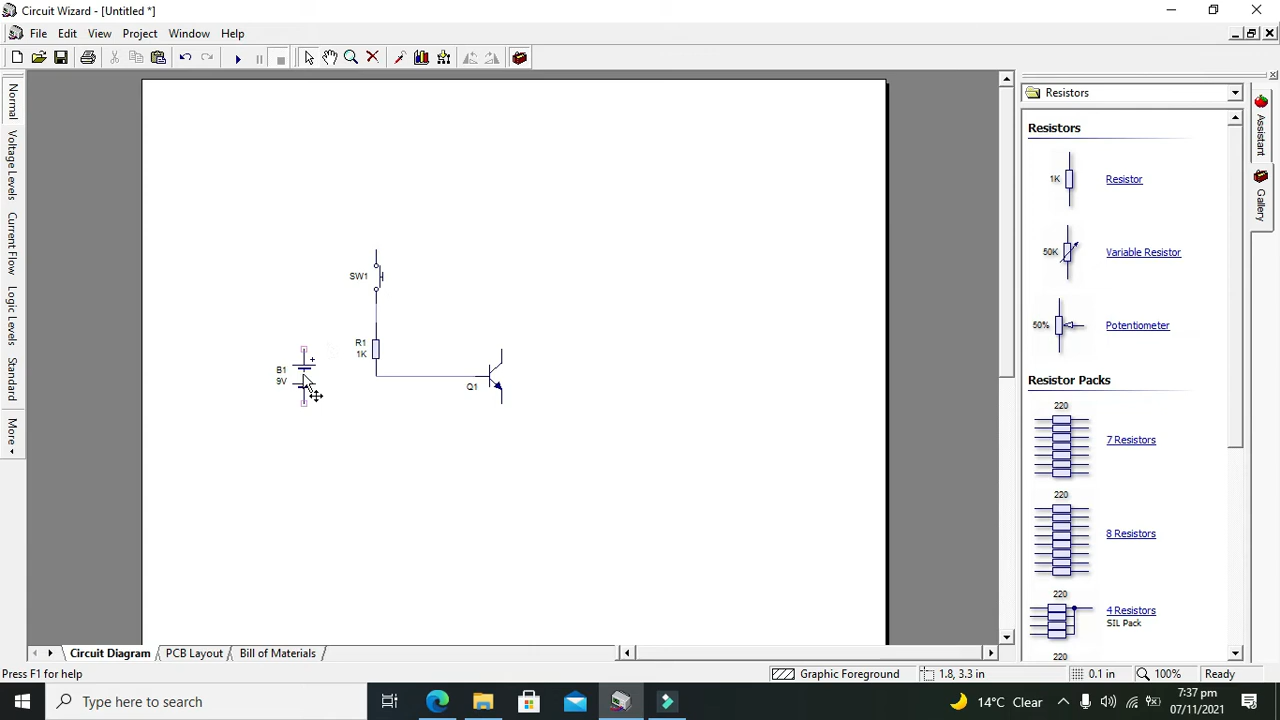 Circuit Wizard - [Untitled *]
File Edit View Project Window Help
Normal
Voltage Levels
Current Flow
Logic Levels
Standard
More
SW1
R1
1K
B1
9V
+
Q1
Resistors
Resistors
1K Resistor
50K Variable Resistor
50% Potentiometer
Resistor Packs
220
7 Resistors
220
8 Resistors
220
4 Resistors
SIL Pack
220
Assistant
Gallery
Circuit Diagram PCB Layout Bill of Materials
Press F1 for help Graphic Foreground 1.8, 3.3 in 0.1 in 100% Ready
Type here to search 14°C Clear 7:37 pm
07/11/2021